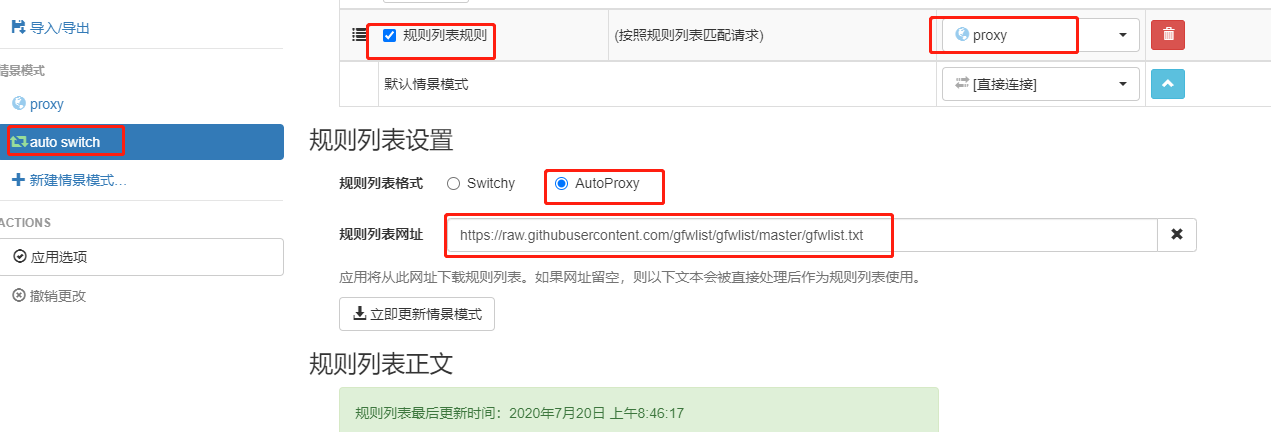 导入/导出
规则列表规则 (按照规则列表匹配请求) proxy
情景模式
默认情景模式 [直接连接]
proxy
auto switch
新建情景模式…
ACTIONS
应用选项
撤销更改
规则列表设置
规则列表格式 Switchy AutoProxy
规则列表网址 https://raw.githubusercontent.com/gfwlist/gfwlist/master/gfwlist.txt
应用将从此网址下载规则列表。如果网址留空，则以下文本会被直接处理后作为规则列表使用。
立即更新情景模式
规则列表正文
规则列表最后更新时间：2020年7月20日 上午8:46:17